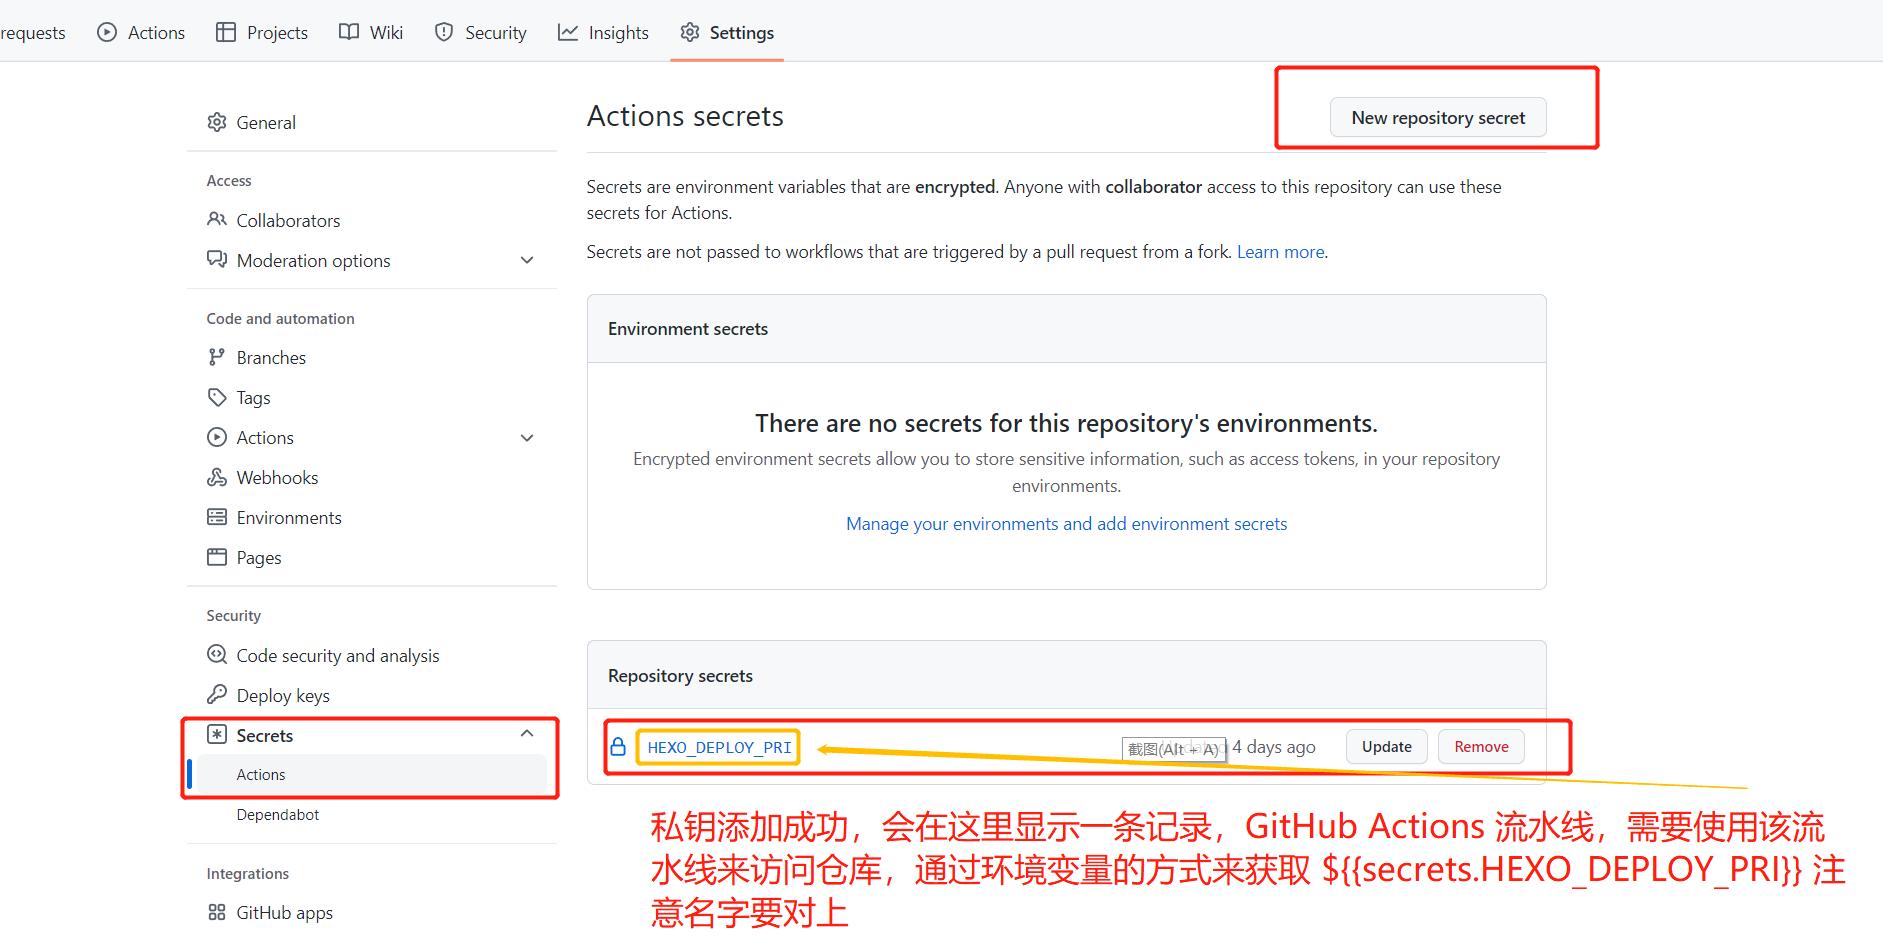 requests Actions Projects Wiki Security Insights Settings
General
Access
Collaborators
Moderation options
Code and automation
Branches
Tags
Actions
Webhooks
Environments
Pages
Security
Code security and analysis
Deploy keys
Secrets
Actions
Dependabot
Integrations
GitHub apps
Actions secrets
New repository secret
Secrets are environment variables that are encrypted. Anyone with collaborator access to this repository can use these
secrets for Actions.
Secrets are not passed to workflows that are triggered by a pull request from a fork. Learn more.
Environment secrets
There are no secrets for this repository's environments.
Encrypted environment secrets allow you to store sensitive information, such as access tokens, in your repository
environments.
Manage your environments and add environment secrets
Repository secrets
HEXO_DEPLOY_PRI 截图(Alt + A) 4 days ago Update Remove
私钥添加成功，会在这里显示一条记录，GitHub Actions 流水线，需要使用该流
水线来访问仓库，通过环境变量的方式来获取 ${{secrets.HEXO_DEPLOY_PRI}} 注
意名字要对上